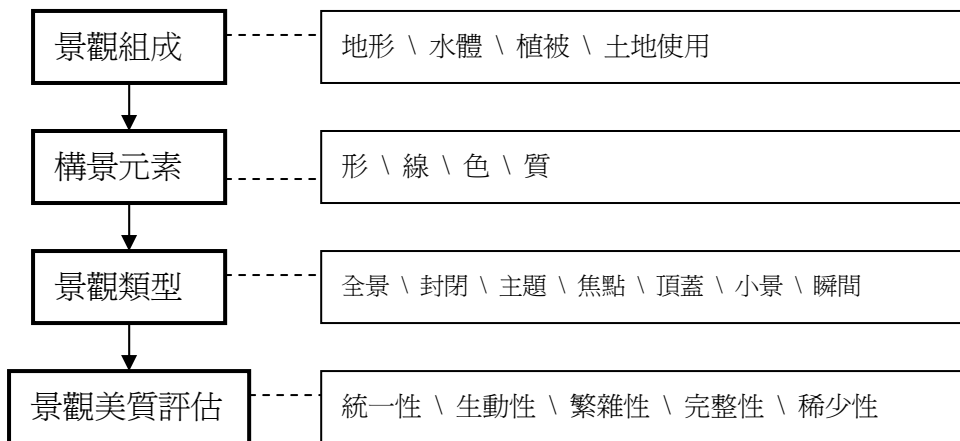 景觀組成
地形 \ 水體 \ 植被 \ 土地使用
構景元素
形 \ 線 \ 色 \ 質
景觀類型
全景 \ 封閉 \ 主題 \ 焦點 \ 頂蓋 \ 小景 \ 瞬間
景觀美質評估
統一性 \ 生動性 \ 繁雜性 \ 完整性 \ 稀少性